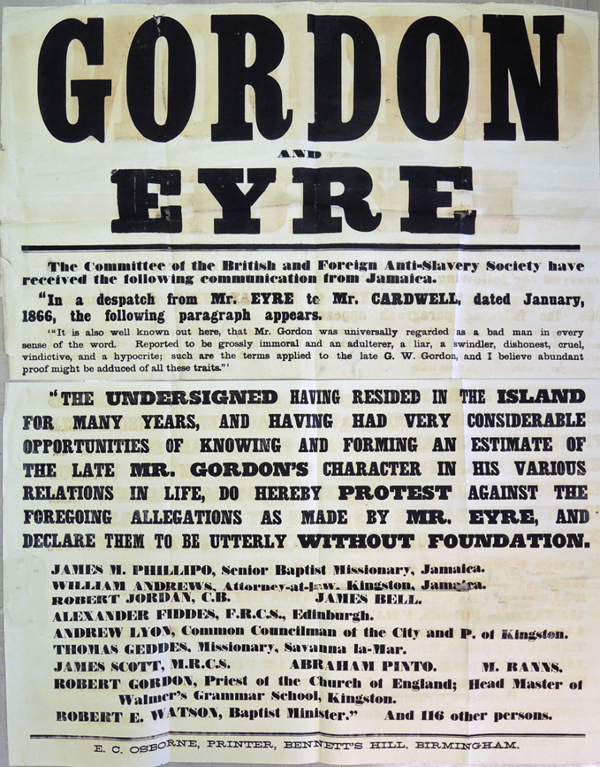 GORDON
AND
EYRE
The Committee of the British and Foreign Anti-Slavery Society have
received the following communication from Jamaica.
"In a despatch from Mr. EYRE to Mr. CARDWELL, dated January,
1866, the following paragraph appears.
'"It is also well known out here, that Mr. Gordon was universally regarded as a bad man in every
sense of the word. Reported to be grossly immoral and an adulterer, a liar, a swindler, dishonest, cruel,
vindictive, and a hypocrite; such are the terms applied to the late G. W. Gordon, and I believe abundant
proof might be adduced of all these traits."'
"THE UNDERSIGNED HAVING RESIDED IN THE ISLAND
FOR MANY YEARS, AND HAVING HAD VERY CONSIDERABLE
OPPORTUNITIES OF KNOWING AND FORMING AN ESTIMATE OF
THE LATE MR. GORDON'S CHARACTER IN HIS VARIOUS
RELATIONS IN LIFE, DO HEREBY PROTEST AGAINST THE
FOREGOING ALLEGATIONS AS MADE BY MR. EYRE, AND
DECLARE THEM TO BE UTTERLY WITHOUT FOUNDATION.
JAMES M. PHILLIPO, Senior Baptist Missionary, Jamaica.
WILLIAM ANDREWS, Attorney-at-law, Kingston, Jamaica.
ROBERT JORDAN, C.B. JAMES BELL.
ALEXANDER FIDDES, F.R.C.S., Edinburgh.
ANDREW LYON, Common Councilman of the City and P. of Kingston.
THOMAS GEDDES, Missionary, Savanna la-Mar.
JAMES SCOTT, M.R.C.S. ABRAHAM PINTO. M. RANNS.
ROBERT GORDON, Priest of the Church of England; Head Master of
Walmer's Grammar School, Kingston.
ROBERT E. WATSON, Baptist Minister." And 116 other persons.
E. C. OSBORNE, PRINTER, BENNETT'S HILL, BIRMINGHAM.